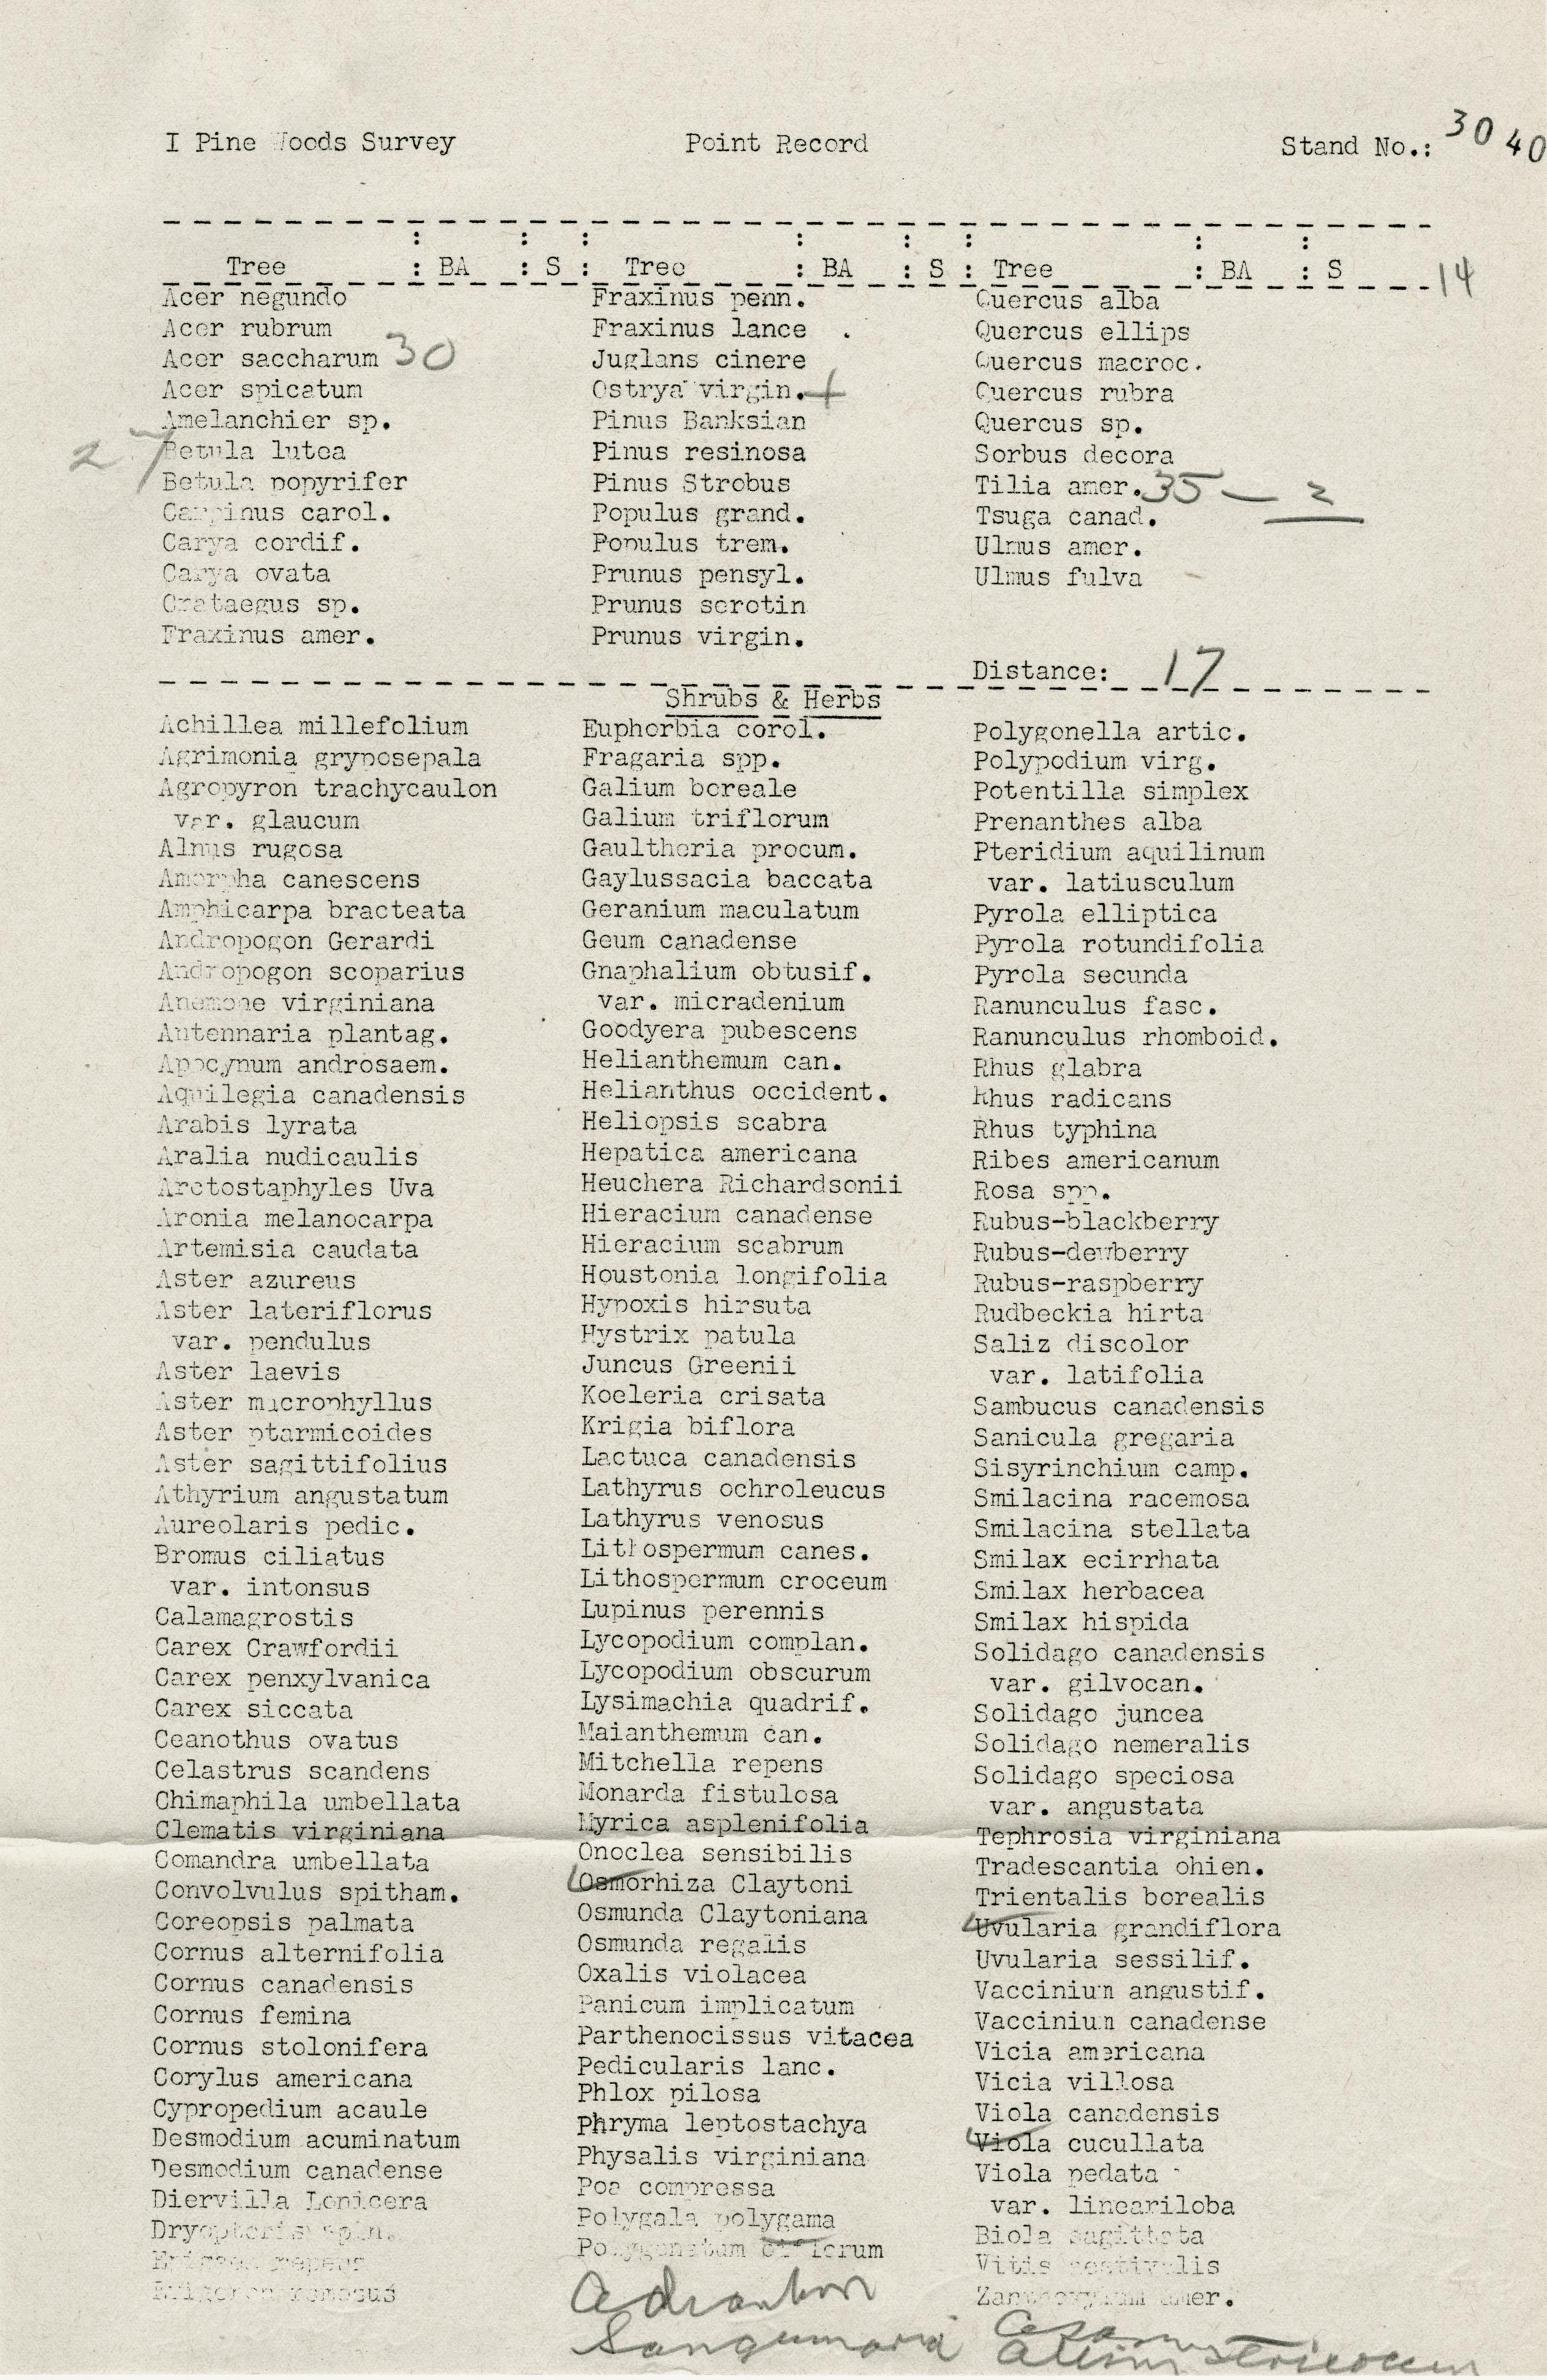 I Pine Woods Survey Point Record Stand No.: 30 40
Tree : BA : S : Tree : BA : S : Tree : BA : S 14
Acer negundo
Acer rubrum
Acer saccharum 30
Acer spicatum
Amelanchier sp.
27 Betula lutea
Betula popyrifer
Carpinus carol.
Carya cordif.
Carya ovata
Crataegus sp.
Fraxinus amer.
Fraxinus penn.
Fraxinus lance .
Juglans cinere
Ostrya virgin. +
Pinus Banksian
Pinus resinosa
Pinus Strobus
Populus grand.
Populus trem.
Prunus pensyl.
Prunus serotin
Prunus virgin.
Quercus alba
Quercus ellips
Quercus macroc.
Quercus rubra
Quercus sp.
Sorbus decora
Tilia amer. 35 — 2
Tsuga canad.
Ulmus amer.
Ulmus fulva
Distance: 17
Shrubs & Herbs
Achillea millefolium
Agrimonia gryposepala
Agropyron trachycaulon
var. glaucum
Alnus rugosa
Amorpha canescens
Amphicarpa bracteata
Andropogon Gerardi
Andropogon scoparius
Anemone virginiana
Antennaria plantag.
Apocynum androsaem.
Aquilegia canadensis
Arabis lyrata
Aralia nudicaulis
Arctostaphyles Uva
Aronia melanocarpa
Artemisia caudata
Aster azureus
Aster lateriflorus
var. pendulus
Aster laevis
Aster macrophyllus
Aster ptarmicoides
Aster sagittifolius
Athyrium angustatum
Aureolaris pedic.
Bromus ciliatus
var. intonsus
Calamagrostis
Carex Crawfordii
Carex penxylvanica
Carex siccata
Ceanothus ovatus
Celastrus scandens
Chimaphila umbellata
Clematis virginiana
Comandra umbellata
Convolvulus spitham.
Coreopsis palmata
Cornus alternifolia
Cornus canadensis
Cornus femina
Cornus stolonifera
Corylus americana
Cypropedium acaule
Desmodium acuminatum
Desmodium canadense
Diervilla Lonicera
Dryopteris spin.
repens
Erigeron ramosus
Euphorbia corol.
Fragaria spp.
Galium boreale
Galium triflorum
Gaultheria procum.
Gaylussacia baccata
Geranium maculatum
Geum canadense
Gnaphalium obtusif.
var. micradenium
Goodyera pubescens
Helianthemum can.
Helianthus occident.
Heliopsis scabra
Hepatica americana
Heuchera Richardsonii
Hieracium canadense
Hieracium scabrum
Houstonia longifolia
Hypoxis hirsuta
Hystrix patula
Juncus Greenii
Koeleria crisata
Krigia biflora
Lactuca canadensis
Lathyrus ochroleucus
Lathyrus venosus
Lithospermum canes.
Lithospermum croceum
Lupinus perennis
Lycopodium complan.
Lycopodium obscurum
Lysimachia quadrif.
Maianthemum can.
Mitchella repens
Monarda fistulosa
Myrica asplenifolia
Onoclea sensibilis
Osmorhiza Claytoni
Osmunda Claytoniana
Osmunda regalis
Oxalis violacea
Panicum implicatum
Parthenocissus vitacea
Pedicularis lanc.
Phlox pilosa
Phryma leptostachya
Physalis virginiana
Poa compressa
Polygala polygama
Polygonatum biflorum
Adiantum
Sanguinaria
Polygonella artic.
Polypodium virg.
Potentilla simplex
Prenanthes alba
Pteridium aquilinum
var. latiusculum
Pyrola elliptica
Pyrola rotundifolia
Pyrola secunda
Ranunculus fasc.
Ranunculus rhomboid.
Rhus glabra
Rhus radicans
Rhus typhina
Ribes americanum
Rosa spp.
Rubus-blackberry
Rubus-dewberry
Rubus-raspberry
Rudbeckia hirta
Saliz discolor
var. latifolia
Sambucus canadensis
Sanicula gregaria
Sisyrinchium camp.
Smilacina racemosa
Smilacina stellata
Smilax ecirrhata
Smilax herbacea
Smilax hispida
Solidago canadensis
var. gilvocan.
Solidago juncea
Solidago nemeralis
Solidago speciosa
var. angustata
Tephrosia virginiana
Tradescantia ohien.
Trientalis borealis
Uvularia grandiflora
Uvularia sessilif.
Vaccinium angustif.
Vaccinium canadense
Vicia americana
Vicia villosa
Viola canadensis
Viola cucullata
Viola pedata
var. lineariloba
Biola sagittata
Vitis aestivalis
Zanthoxylum amer.
Asarum
Allium tricoccum